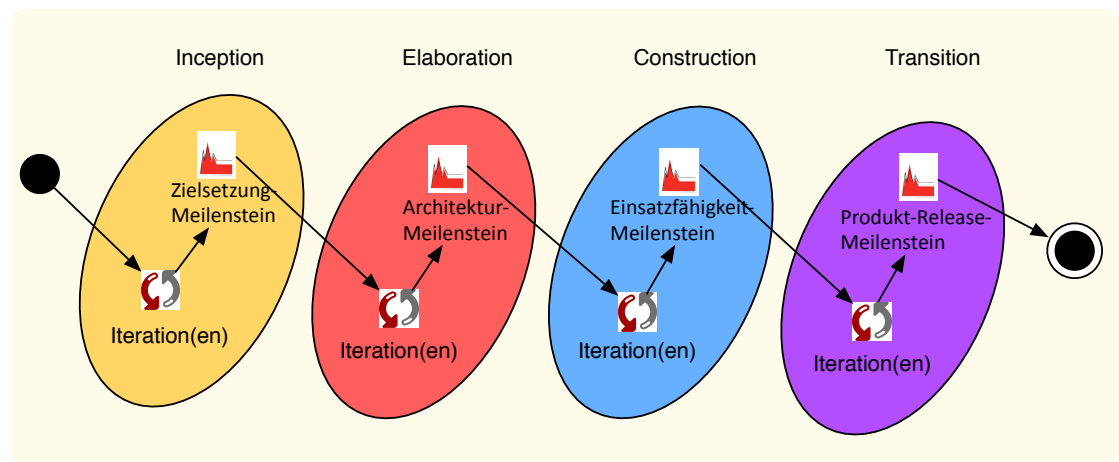 Inception
Elaboration
Construction
Transition
Zielsetzung-
Meilenstein
Iteration(en)
Architektur-
Meilenstein
Iteration(en)
Einsatzfähigkeit-
Meilenstein
Iteration(en)
Produkt-Release-
Meilenstein
Iteration(en)